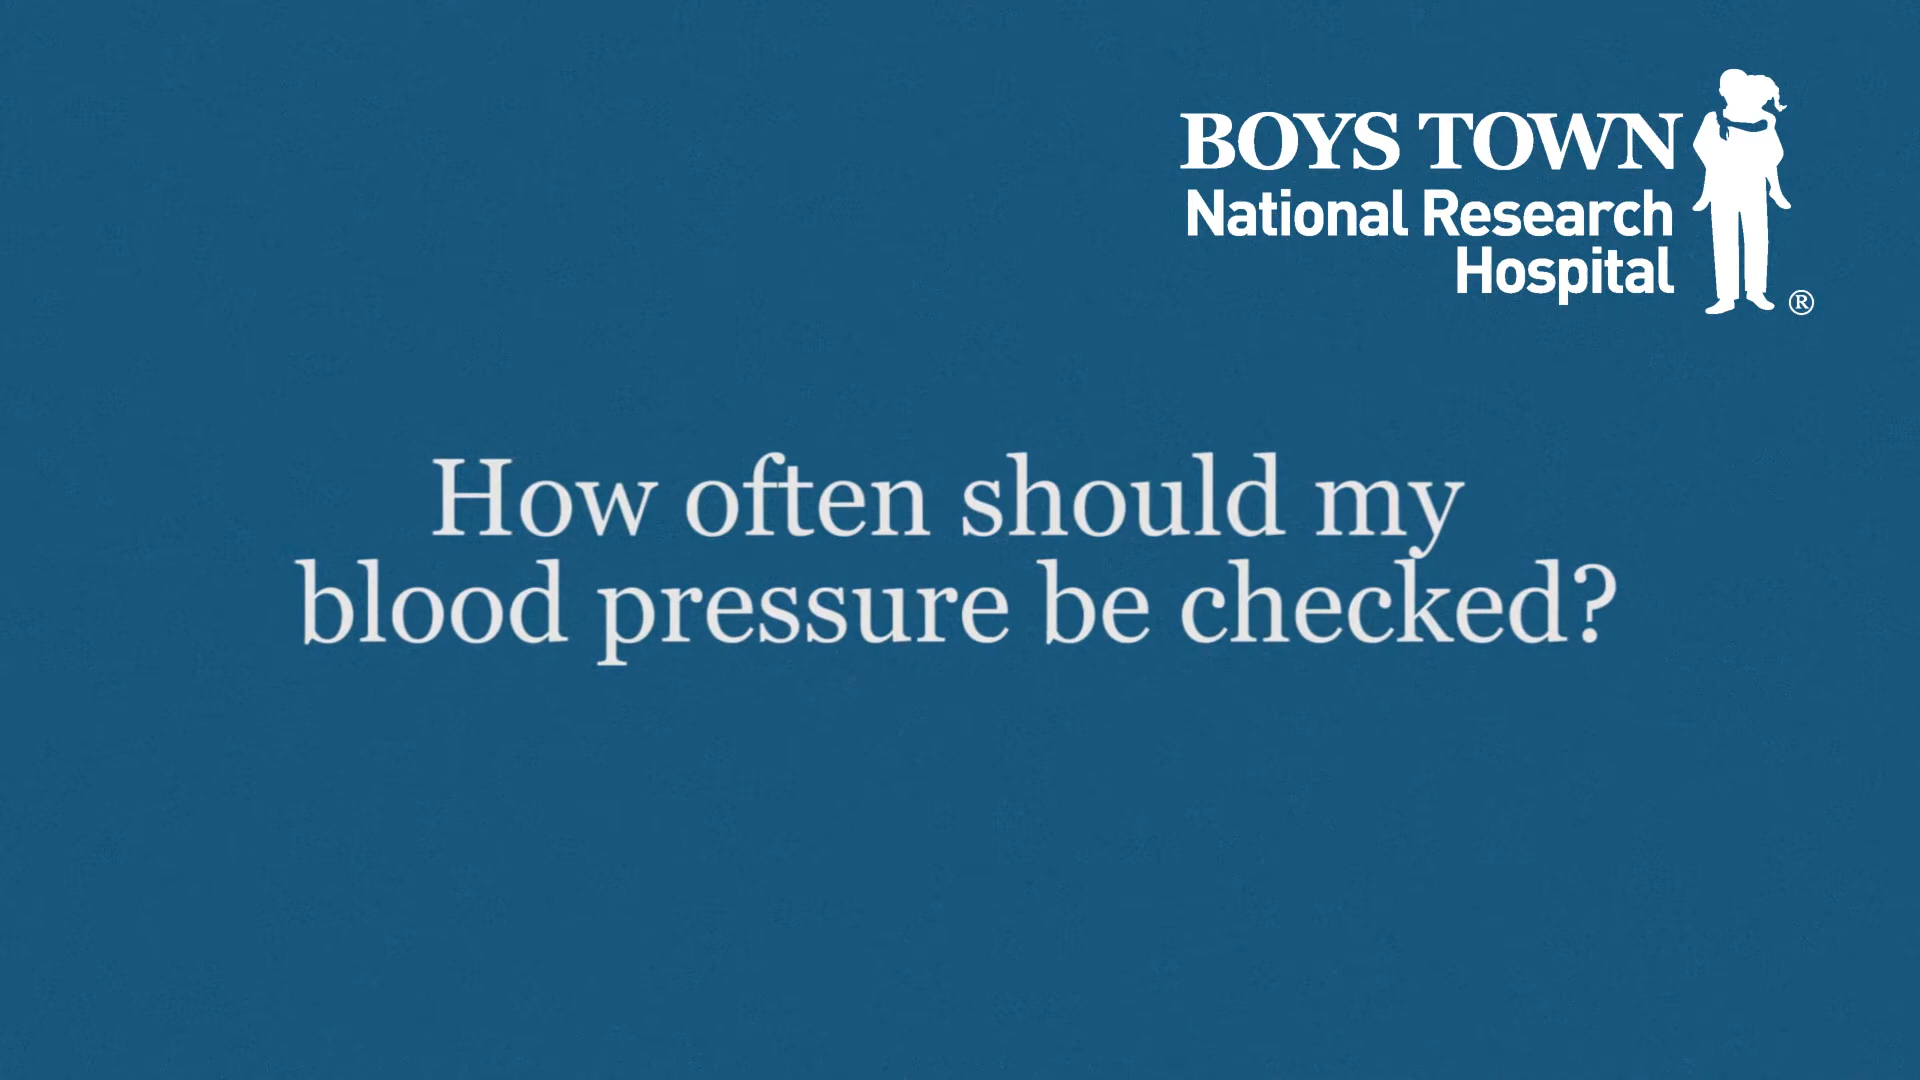 BOYS TOWN
National Research
Hospital
®
How often should my
blood pressure be checked?